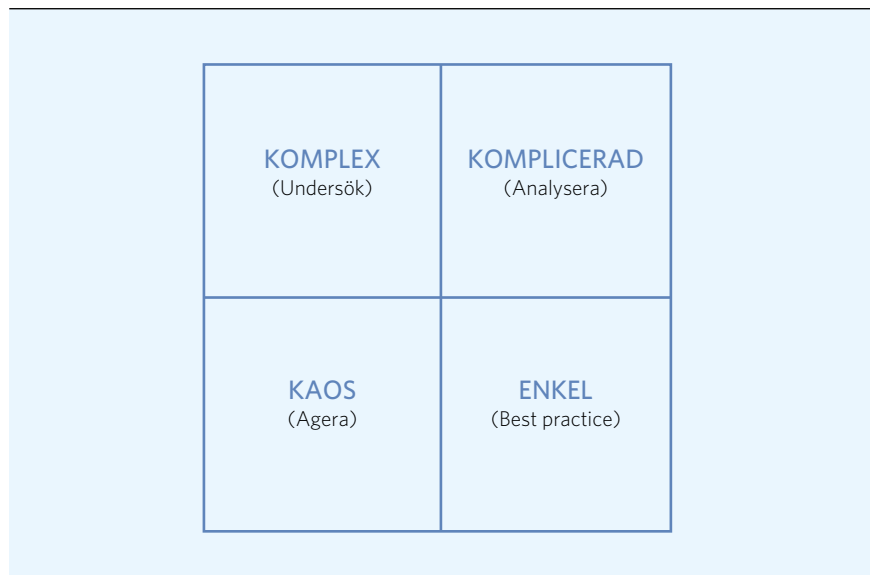 KOMPLEX
(Undersök)
KOMPLICERAD
(Analysera)
KAOS
(Agera)
ENKEL
(Best practice)